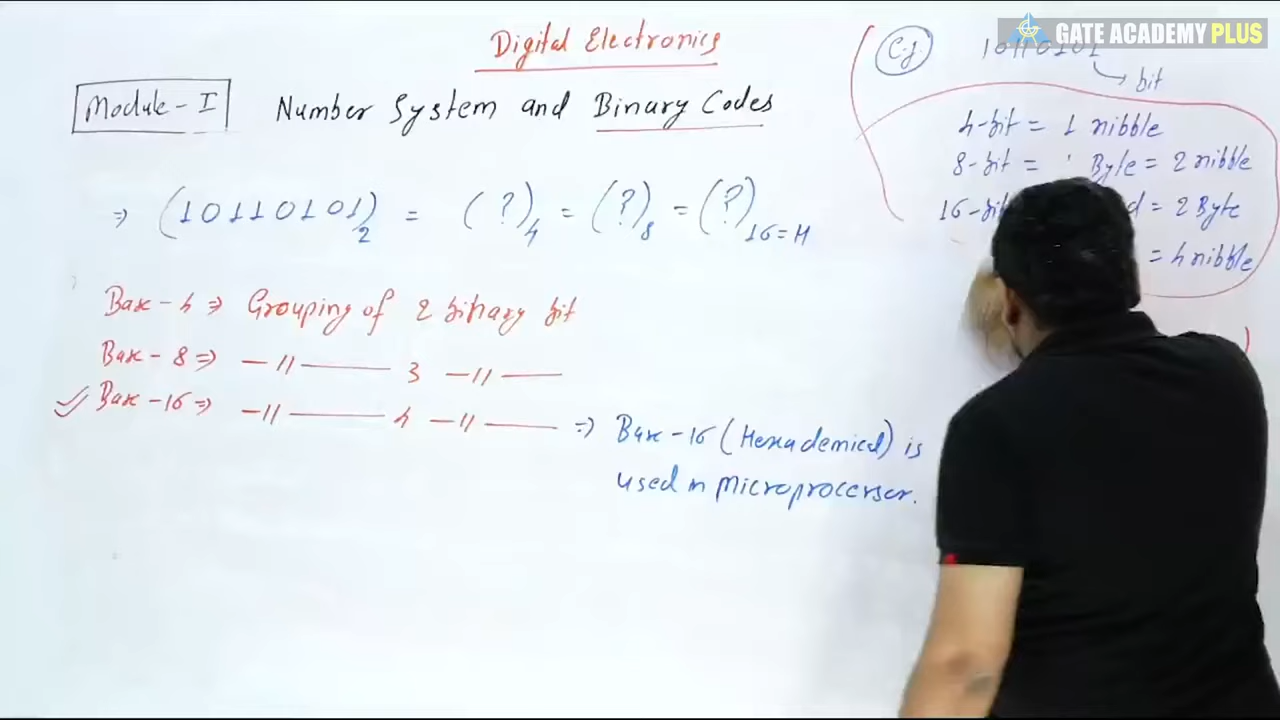 Digital Electronics
Module - I Number System and Binary Codes
⇒ (10110101)₂ = (?)₄ = (?)₈ = (?)₁₆=H
Base - 4 ⇒ Grouping of 2 binary bit
Base - 8 ⇒ —〃— 3 —〃—
Base -16 ⇒ —〃— 4 —〃— ⇒ Base -16 (Hexademical) is
used in microprocessor.
GATE ACADEMY PLUS
e.g. 10110101
bit
4-bit = 1 nibble
8-bit = 1 Byte = 2 nibble
16-bit = 2 Byte
= 4 nibble